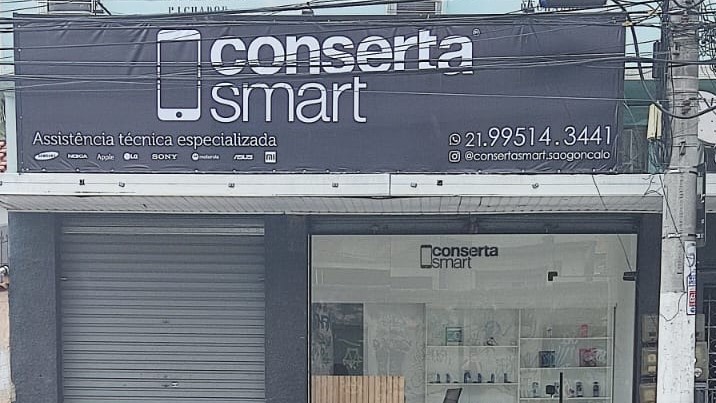 PICHADOR
conserta
smart
Assistência técnica especializada
SAMSUNG NOKIA Apple LG SONY motorola ASUS MI
21.99514.3441
@consertasmart.saogoncalo
conserta
smart